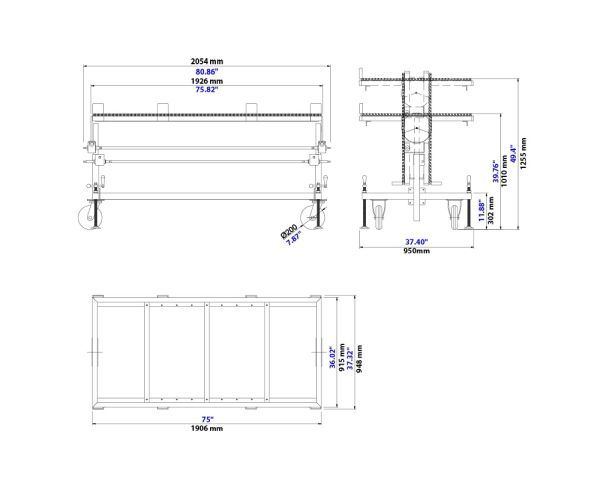 2054 mm
80.86"
1926 mm
75.82"
Ø200
7.87"
49.4"
1255 mm
39.76"
1010 mm
11.88"
302 mm
37.40"
950mm
36.02"
915 mm
37.32"
948 mm
75"
1906 mm